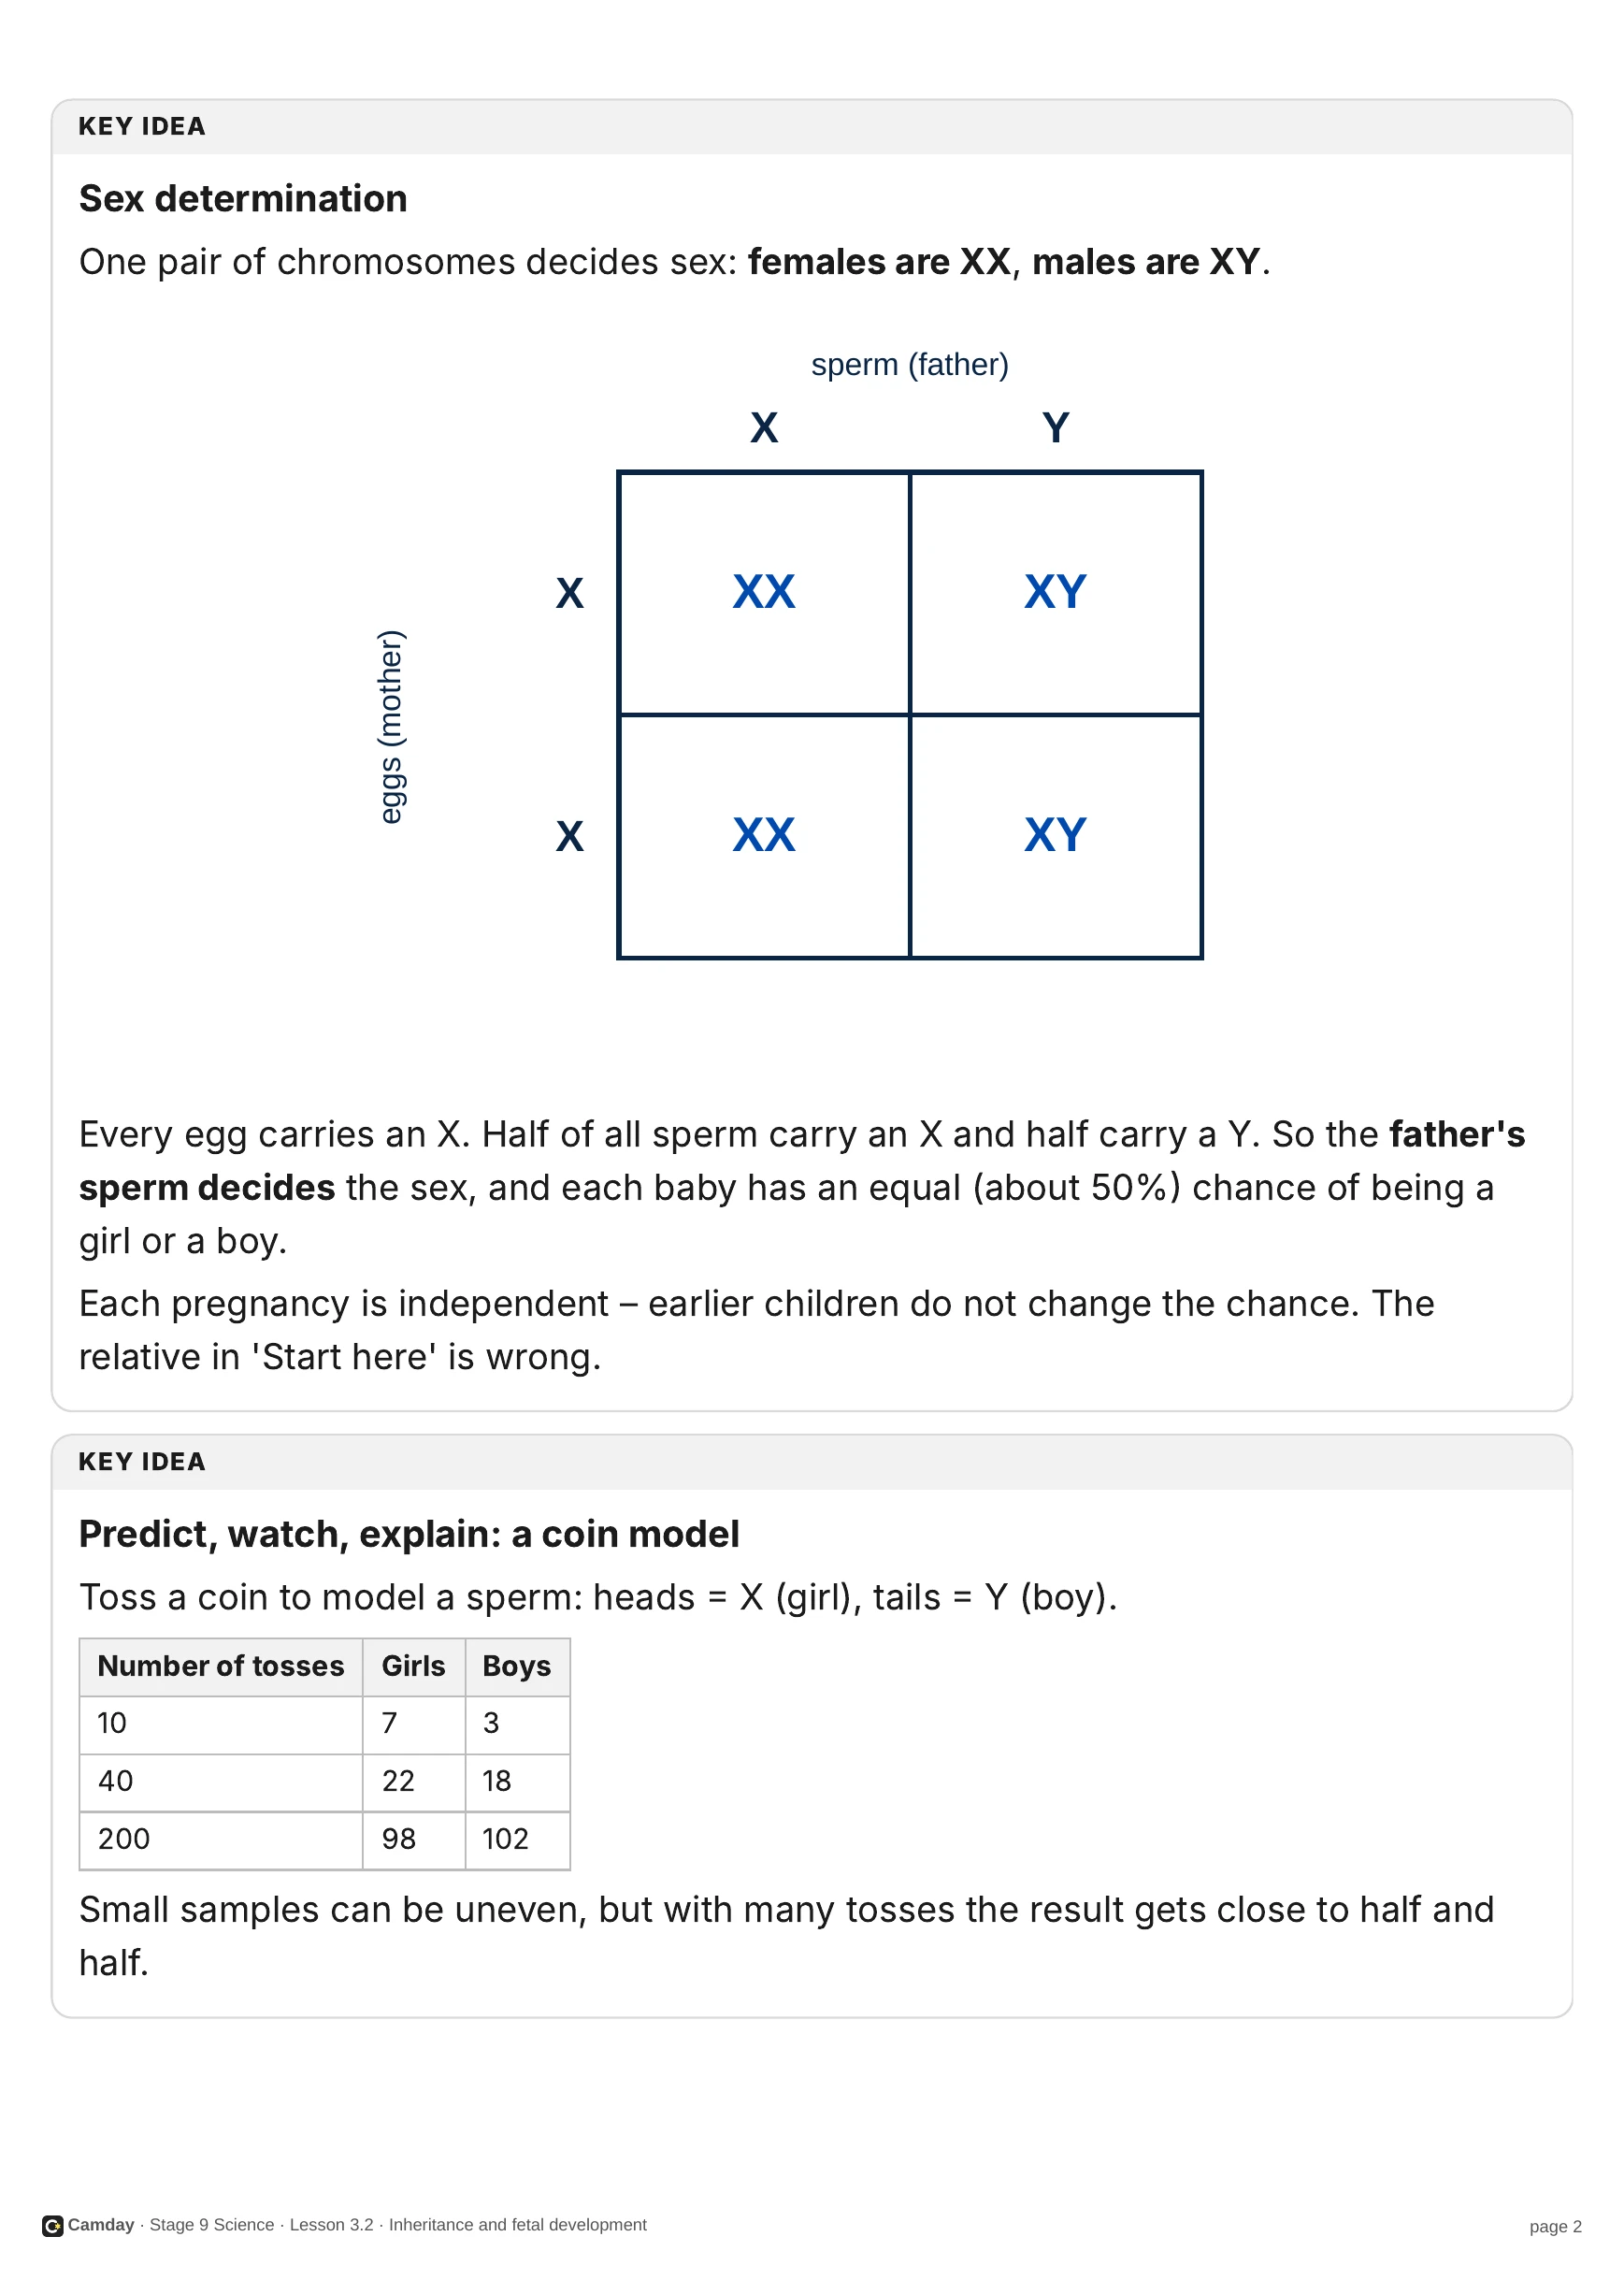 KEY IDEA
Sex determination
One pair of chromosomes decides sex: females are XX, males are XY.
sperm (father)
X Y
eggs (mother)
X XX XY
X XX XY
Every egg carries an X. Half of all sperm carry an X and half carry a Y. So the father's
sperm decides the sex, and each baby has an equal (about 50%) chance of being a
girl or a boy.
Each pregnancy is independent – earlier children do not change the chance. The
relative in 'Start here' is wrong.
KEY IDEA
Predict, watch, explain: a coin model
Toss a coin to model a sperm: heads = X (girl), tails = Y (boy).
Number of tosses Girls Boys
10 7 3
40 22 18
200 98 102
Small samples can be uneven, but with many tosses the result gets close to half and
half.
Camday · Stage 9 Science · Lesson 3.2 · Inheritance and fetal development page 2